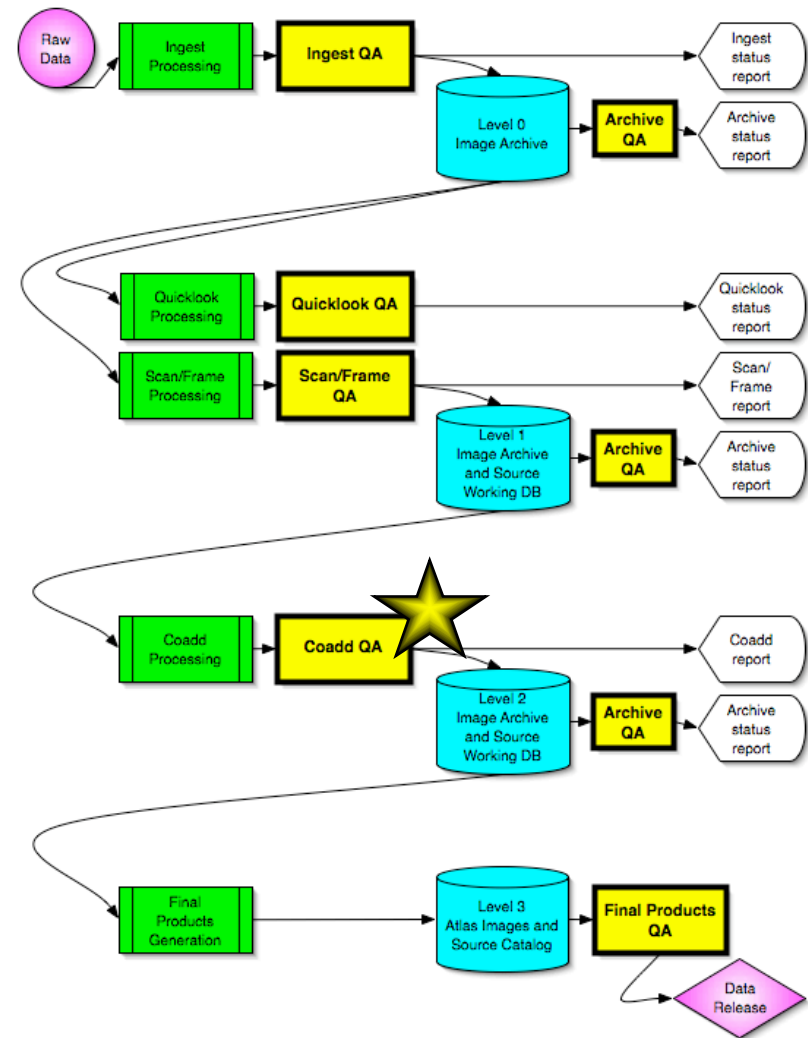 Raw
Data
Ingest
Processing
Ingest QA
Ingest
status
report
Level 0
Image Archive
Archive
QA
Archive
status
report
Quicklook
Processing
Quicklook QA
Quicklook
status
report
Scan/Frame
Processing
Scan/Frame
QA
Scan/
Frame
report
Level 1
Image Archive
and Source
Working DB
Archive
QA
Archive
status
report
Coadd
Processing
Coadd QA
Coadd
report
Level 2
Image Archive
and Source
Working DB
Archive
QA
Archive
status
report
Final
Products
Generation
Level 3
Atlas Images and
Source Catalog
Final Products
QA
Data
Release